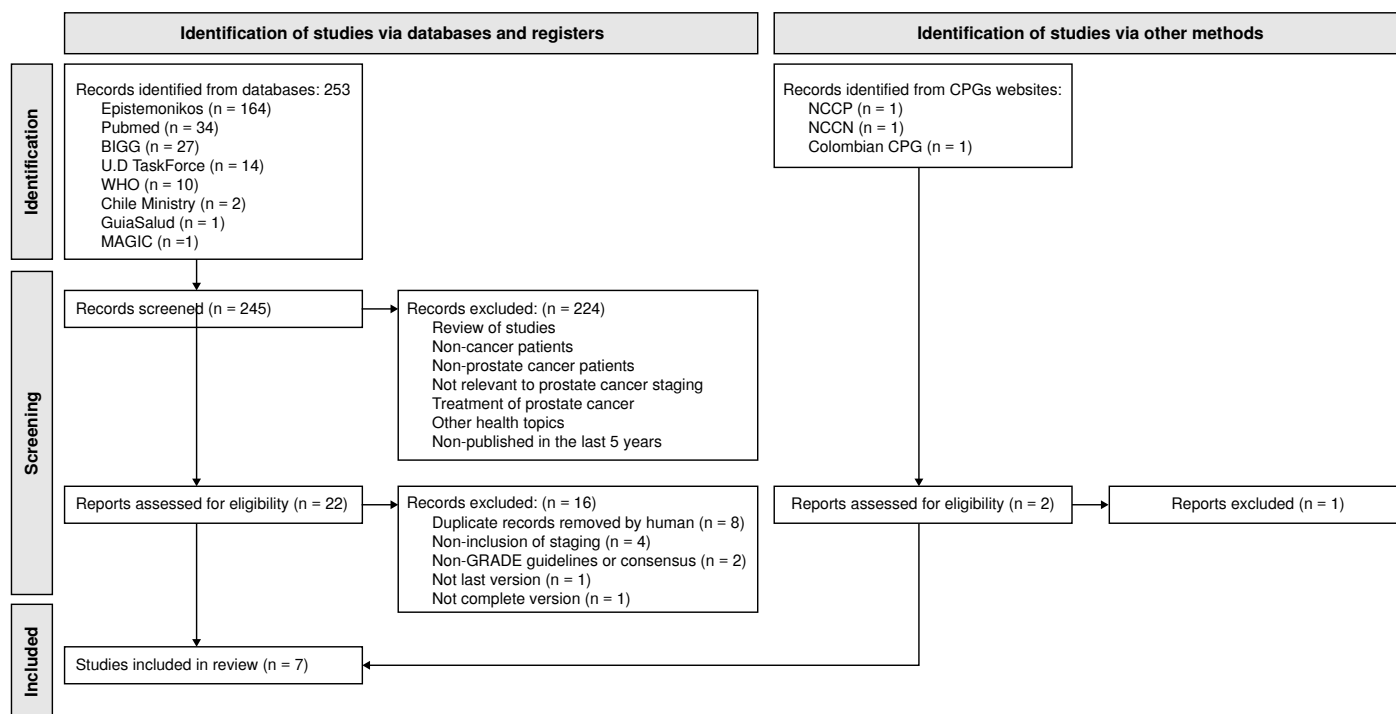 Identification of studies via databases and registers
Identification of studies via other methods
Identification
Records identified from databases: 253
Epistemonikos (n = 164)
Pubmed (n = 34)
BIGG (n = 27)
U.D TaskForce (n = 14)
WHO (n = 10)
Chile Ministry (n = 2)
GuiaSalud (n = 1)
MAGIC (n =1)
Records identified from CPGs websites:
NCCP (n = 1)
NCCN (n = 1)
Colombian CPG (n = 1)
Screening
Records screened (n = 245)
Records excluded: (n = 224)
Review of studies
Non-cancer patients
Non-prostate cancer patients
Not relevant to prostate cancer staging
Treatment of prostate cancer
Other health topics
Non-published in the last 5 years
Reports assessed for eligibility (n = 22)
Records excluded: (n = 16)
Duplicate records removed by human (n = 8)
Non-inclusion of staging (n = 4)
Non-GRADE guidelines or consensus (n = 2)
Not last version (n = 1)
Not complete version (n = 1)
Reports assessed for eligibility (n = 2)
Reports excluded (n = 1)
Included
Studies included in review (n = 7)